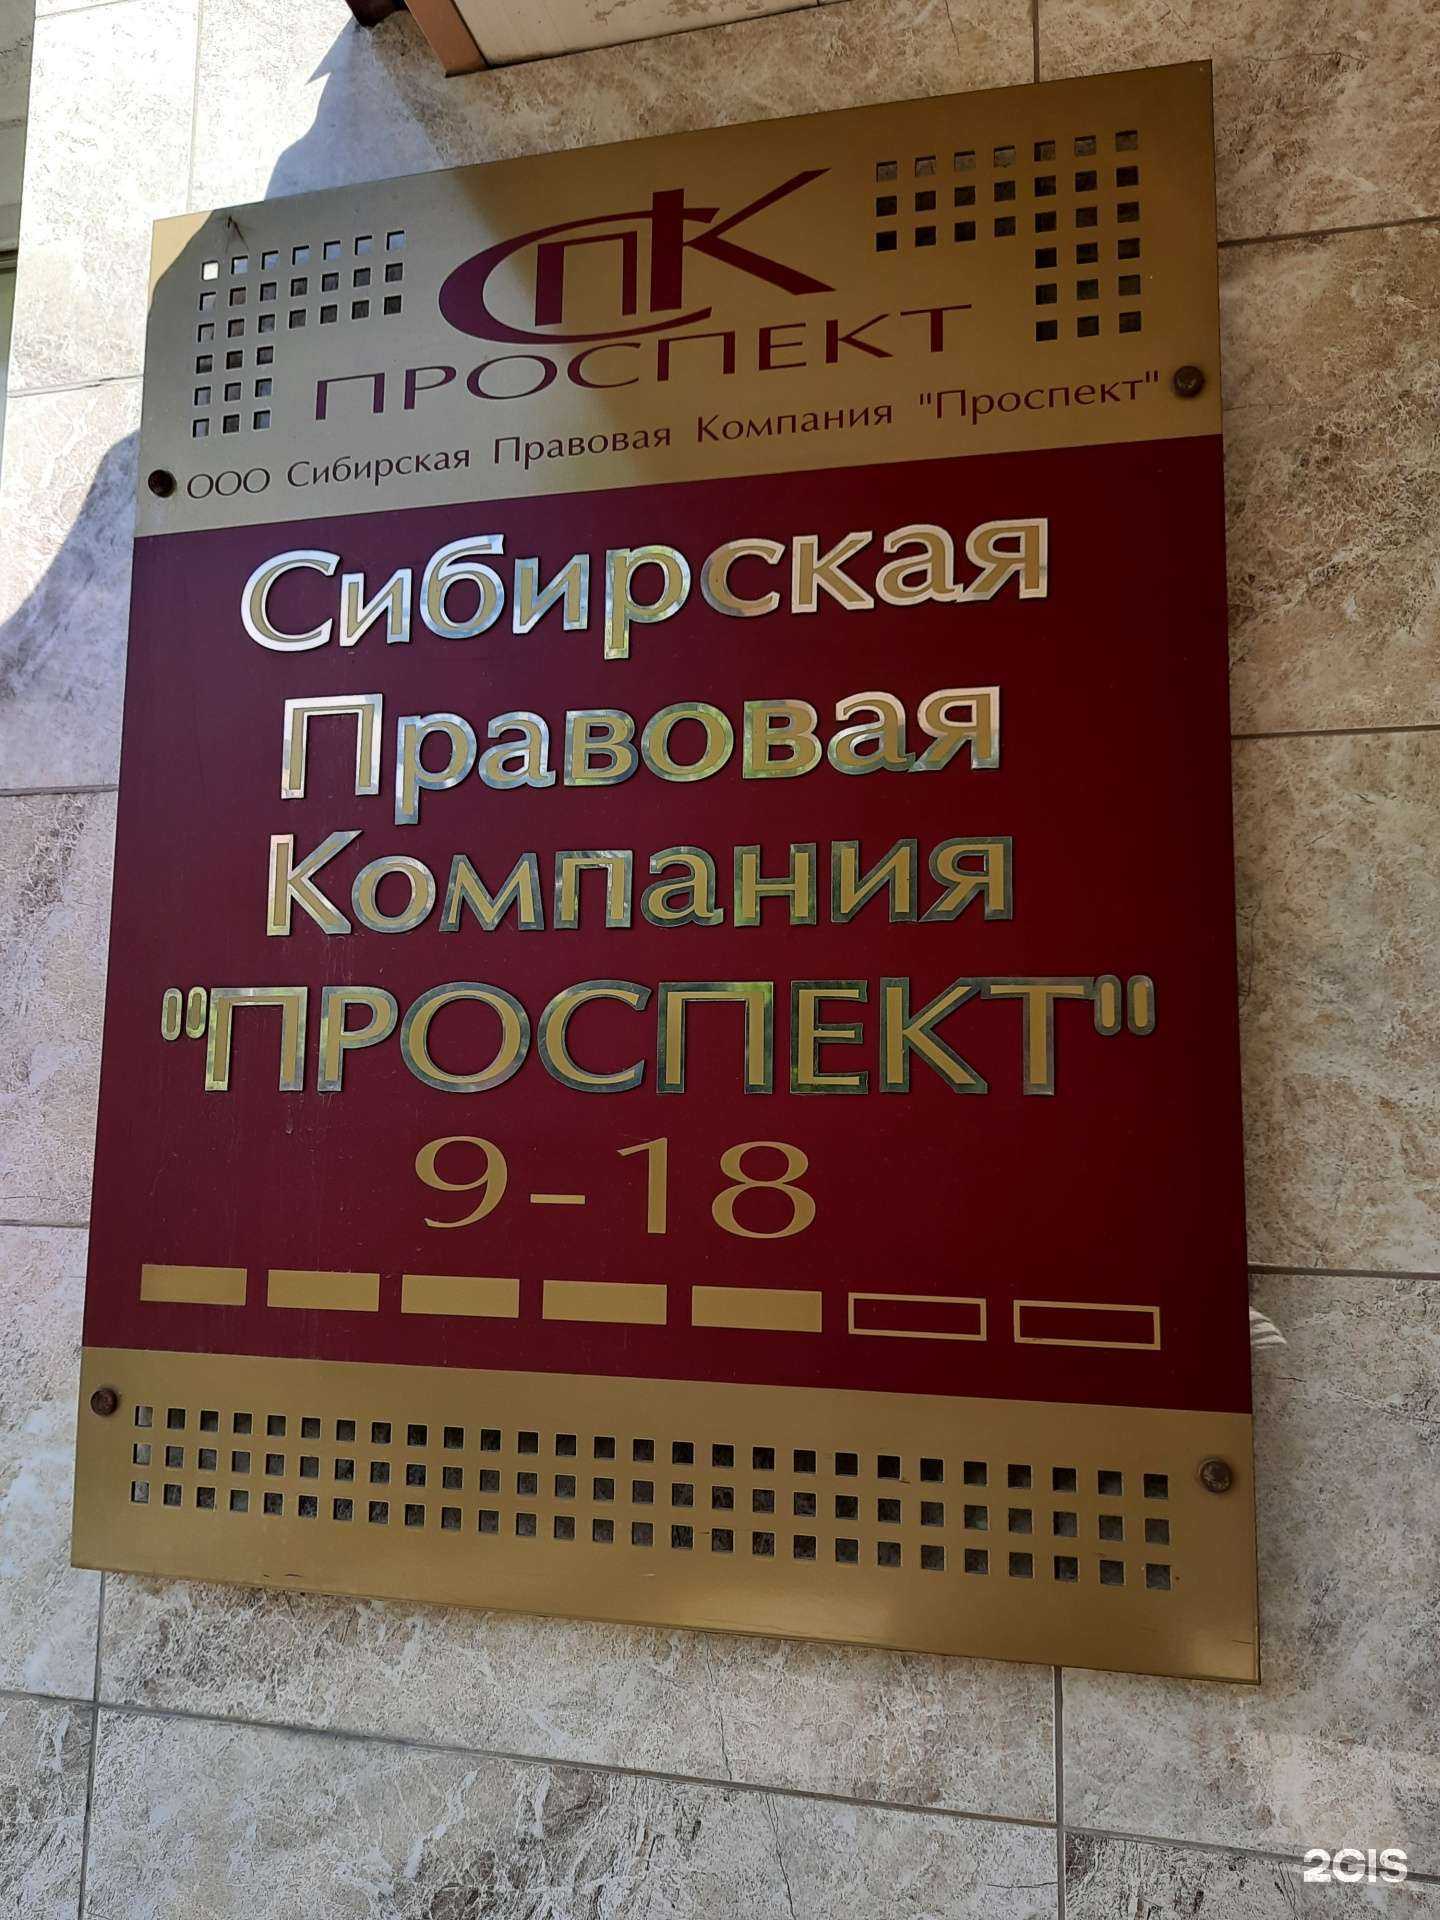 СПК
ПРОСПЕКТ
ООО Сибирская Правовая Компания "Проспект"
Сибирская
Правовая
Компания
"ПРОСПЕКТ"
9-18
2GIS